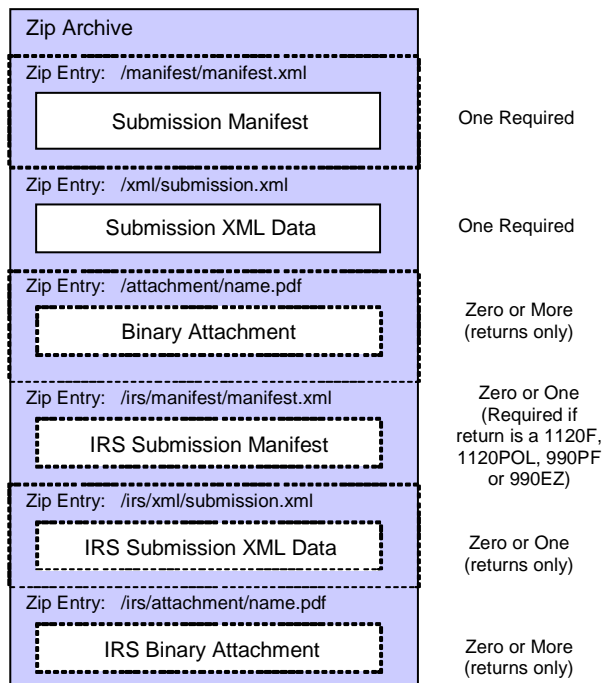 Zip Archive
Zip Entry: /manifest/manifest.xml
Submission Manifest
One Required
Zip Entry: /xml/submission.xml
Submission XML Data
One Required
Zip Entry: /attachment/name.pdf
Binary Attachment
Zero or More
(returns only)
Zip Entry: /irs/manifest/manifest.xml
IRS Submission Manifest
Zero or One
(Required if
return is a 1120F,
1120POL, 990PF
or 990EZ)
Zip Entry: /irs/xml/submission.xml
IRS Submission XML Data
Zero or One
(returns only)
Zip Entry: /irs/attachment/name.pdf
IRS Binary Attachment
Zero or More
(returns only)